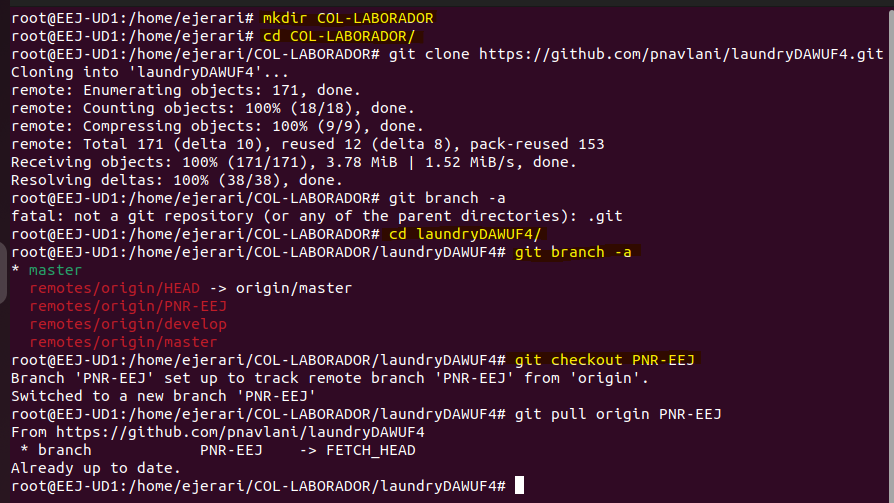 root@EEJ-UD1:/home/ejerari# mkdir COL-LABORADOR
root@EEJ-UD1:/home/ejerari# cd COL-LABORADOR/
root@EEJ-UD1:/home/ejerari/COL-LABORADOR# git clone https://github.com/pnavlani/laundryDAWUF4.git
Cloning into 'laundryDAWUF4'...
remote: Enumerating objects: 171, done.
remote: Counting objects: 100% (18/18), done.
remote: Compressing objects: 100% (9/9), done.
remote: Total 171 (delta 10), reused 12 (delta 8), pack-reused 153
Receiving objects: 100% (171/171), 3.78 MiB | 1.52 MiB/s, done.
Resolving deltas: 100% (38/38), done.
root@EEJ-UD1:/home/ejerari/COL-LABORADOR# git branch -a
fatal: not a git repository (or any of the parent directories): .git
root@EEJ-UD1:/home/ejerari/COL-LABORADOR# cd laundryDAWUF4/
root@EEJ-UD1:/home/ejerari/COL-LABORADOR/laundryDAWUF4# git branch -a
* master
remotes/origin/HEAD -> origin/master
remotes/origin/PNR-EEJ
remotes/origin/develop
remotes/origin/master
root@EEJ-UD1:/home/ejerari/COL-LABORADOR/laundryDAWUF4# git checkout PNR-EEJ
Branch 'PNR-EEJ' set up to track remote branch 'PNR-EEJ' from 'origin'.
Switched to a new branch 'PNR-EEJ'
root@EEJ-UD1:/home/ejerari/COL-LABORADOR/laundryDAWUF4# git pull origin PNR-EEJ
From https://github.com/pnavlani/laundryDAWUF4
* branch PNR-EEJ -> FETCH_HEAD
Already up to date.
root@EEJ-UD1:/home/ejerari/COL-LABORADOR/laundryDAWUF4#